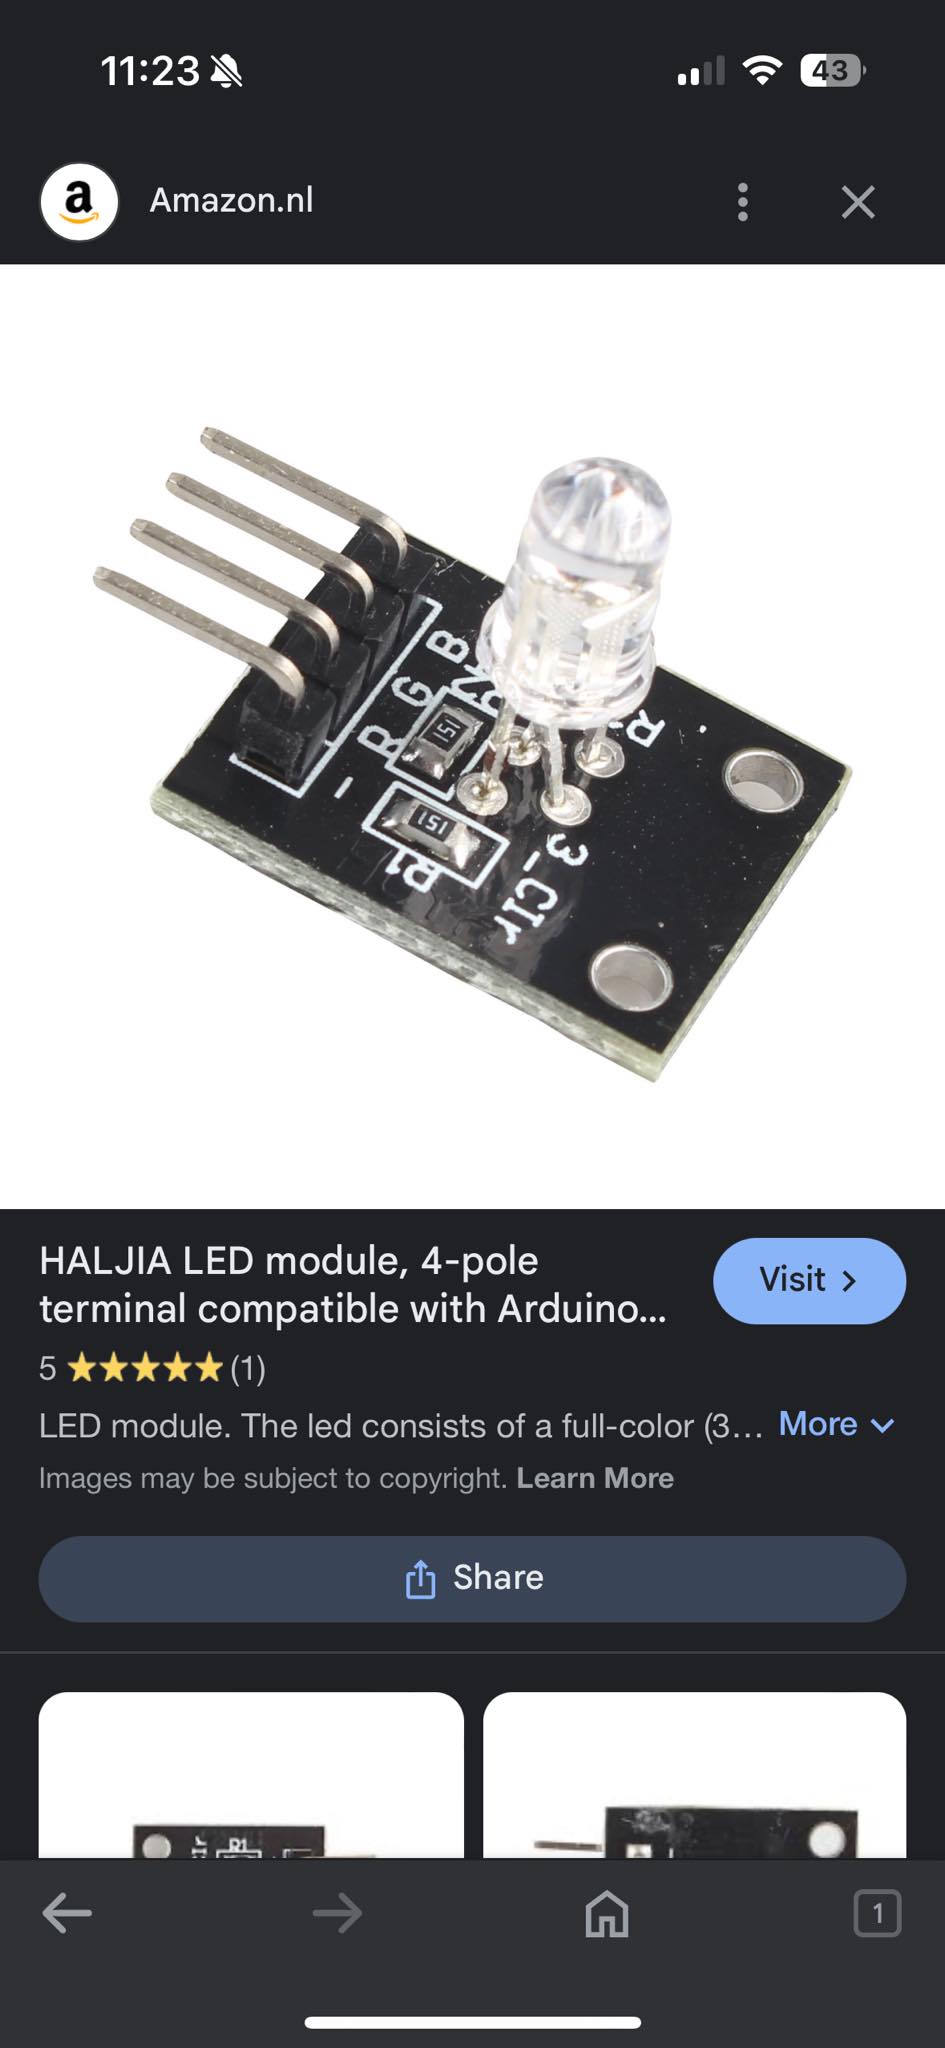 11:23
43
a
Amazon.nl
B
G
R
-
151
151
R1
3_CIr
HALJIA LED module, 4-pole
terminal compatible with Arduino...
Visit
5 (1)
LED module. The led consists of a full-color (3... More
Images may be subject to copyright. Learn More
Share
R1
1